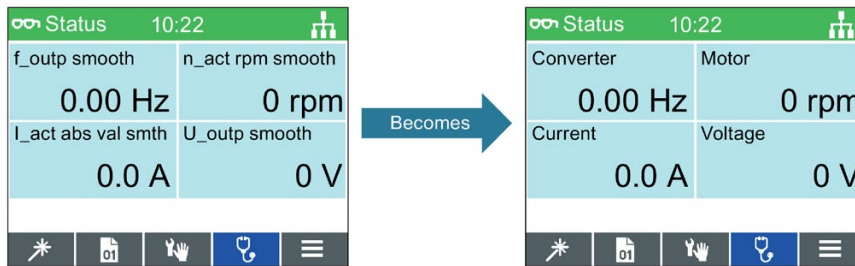 Status 10:22
f_outp smooth n_act rpm smooth
0.00 Hz 0 rpm
I_act abs val smth U_outp smooth
0.0 A 0 V
01
Becomes
Status 10:22
Converter Motor
0.00 Hz 0 rpm
Current Voltage
0.0 A 0 V
01